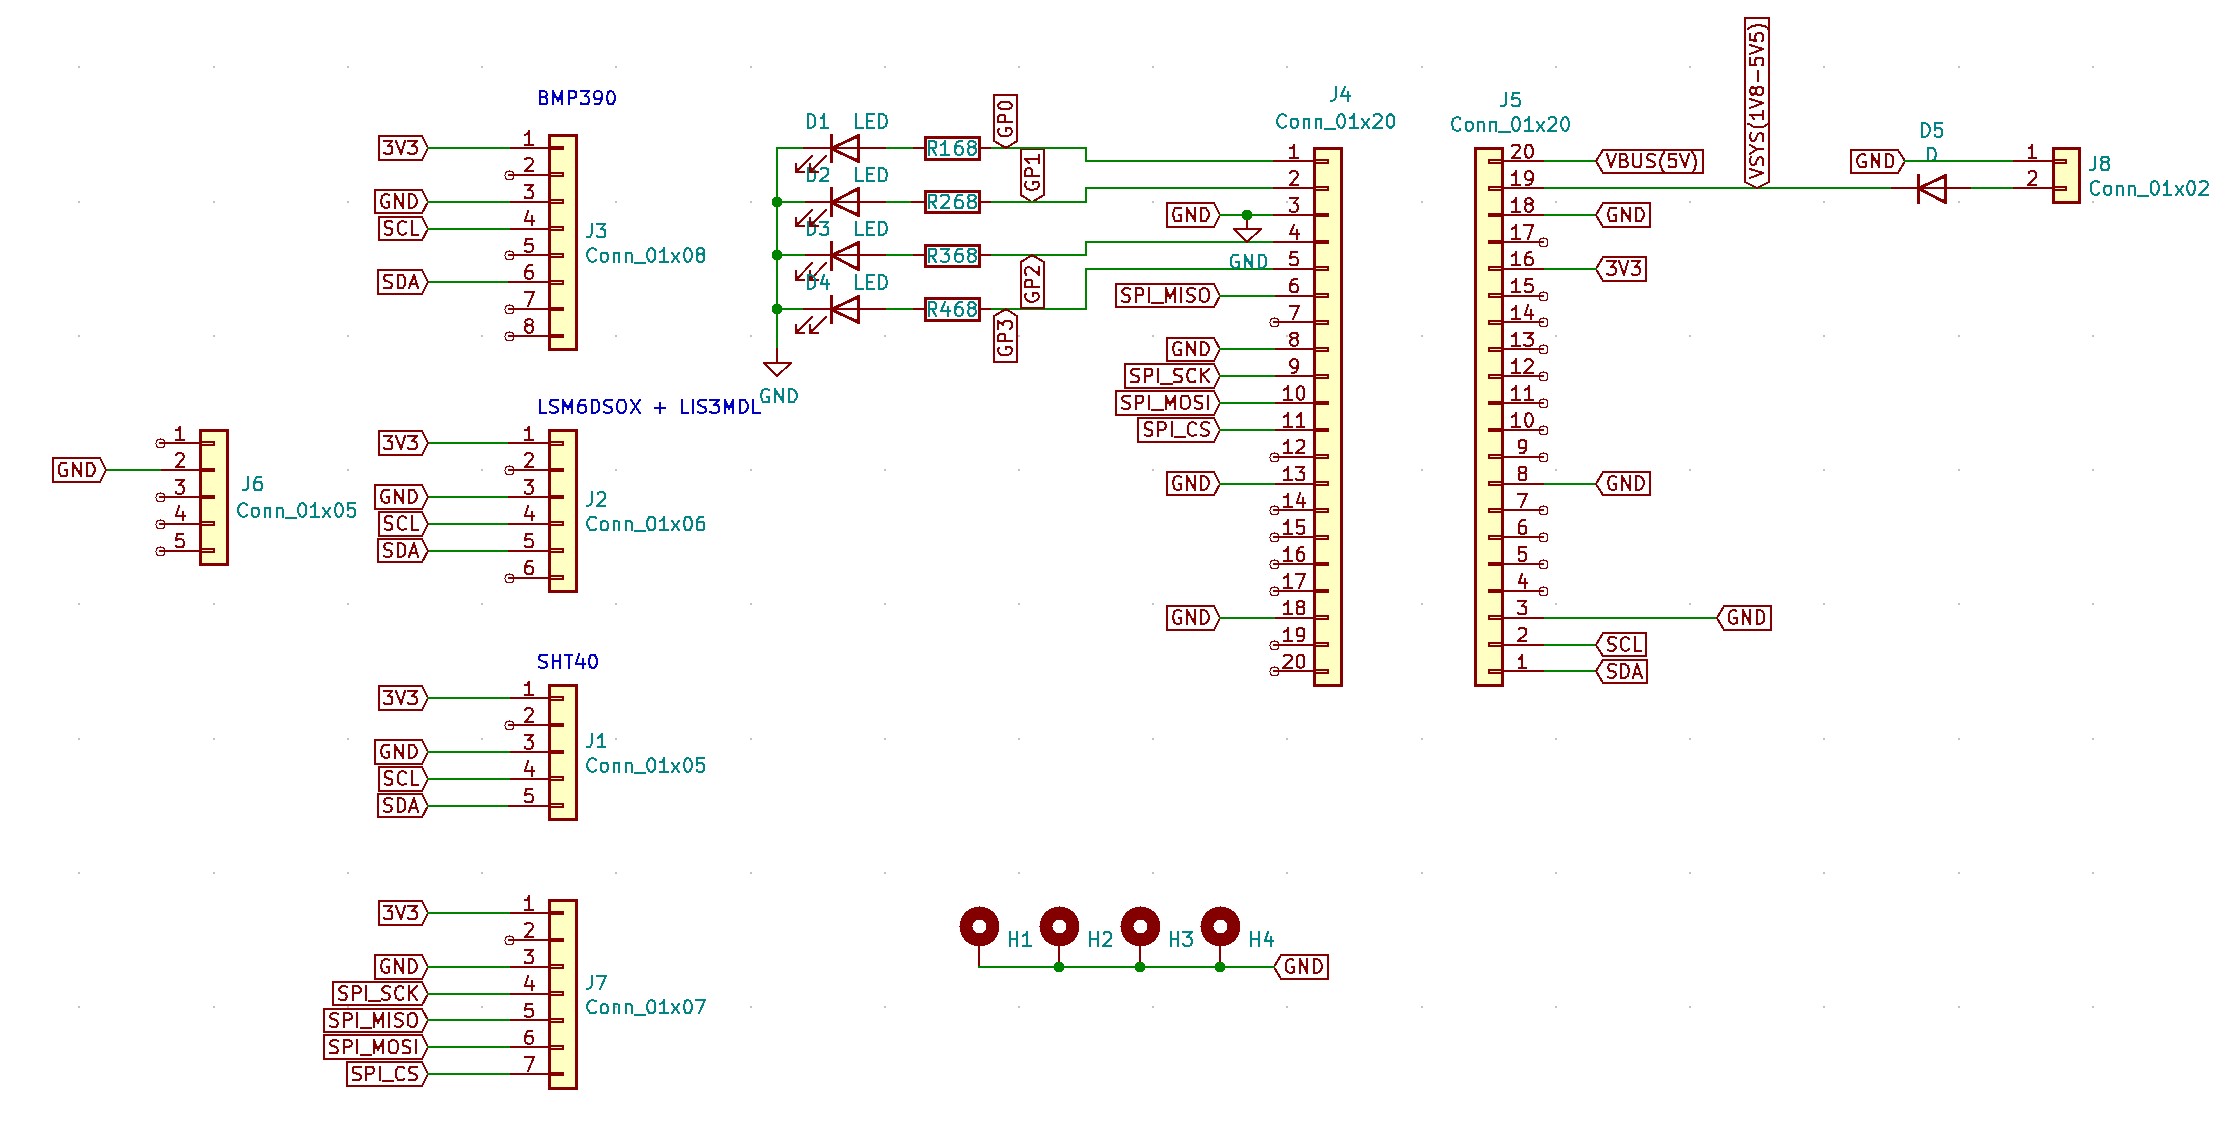 BMP390
3V3
1
2
GND
3
SCL
4
5
SDA
6
7
8
J3
Conn_01x08
D1 LED
R168
GP0
D2 LED
R268
GP1
D3 LED
R368
GP2
D4 LED
R468
GP3
GND
J4
Conn_01x20
1
2
GND
3
4
GND
5
SPI_MISO
6
7
GND
8
SPI_SCK
9
SPI_MOSI
10
SPI_CS
11
12
GND
13
14
15
16
17
GND
18
19
20
J5
Conn_01x20
20
VBUS(5V)
19
VSYS(1V8-5V5)
18
GND
17
16
3V3
15
14
13
12
11
10
9
8
GND
7
6
5
4
3
GND
2
SCL
1
SDA
D5
D
GND
1
2
J8
Conn_01x02
1
GND
2
3
4
5
J6
Conn_01x05
LSM6DSOX + LIS3MDL
3V3
1
2
GND
3
SCL
4
SDA
5
6
J2
Conn_01x06
SHT40
3V3
1
2
GND
3
SCL
4
SDA
5
J1
Conn_01x05
3V3
1
2
GND
3
SPI_SCK
4
SPI_MISO
5
SPI_MOSI
6
SPI_CS
7
J7
Conn_01x07
H1
H2
H3
H4
GND